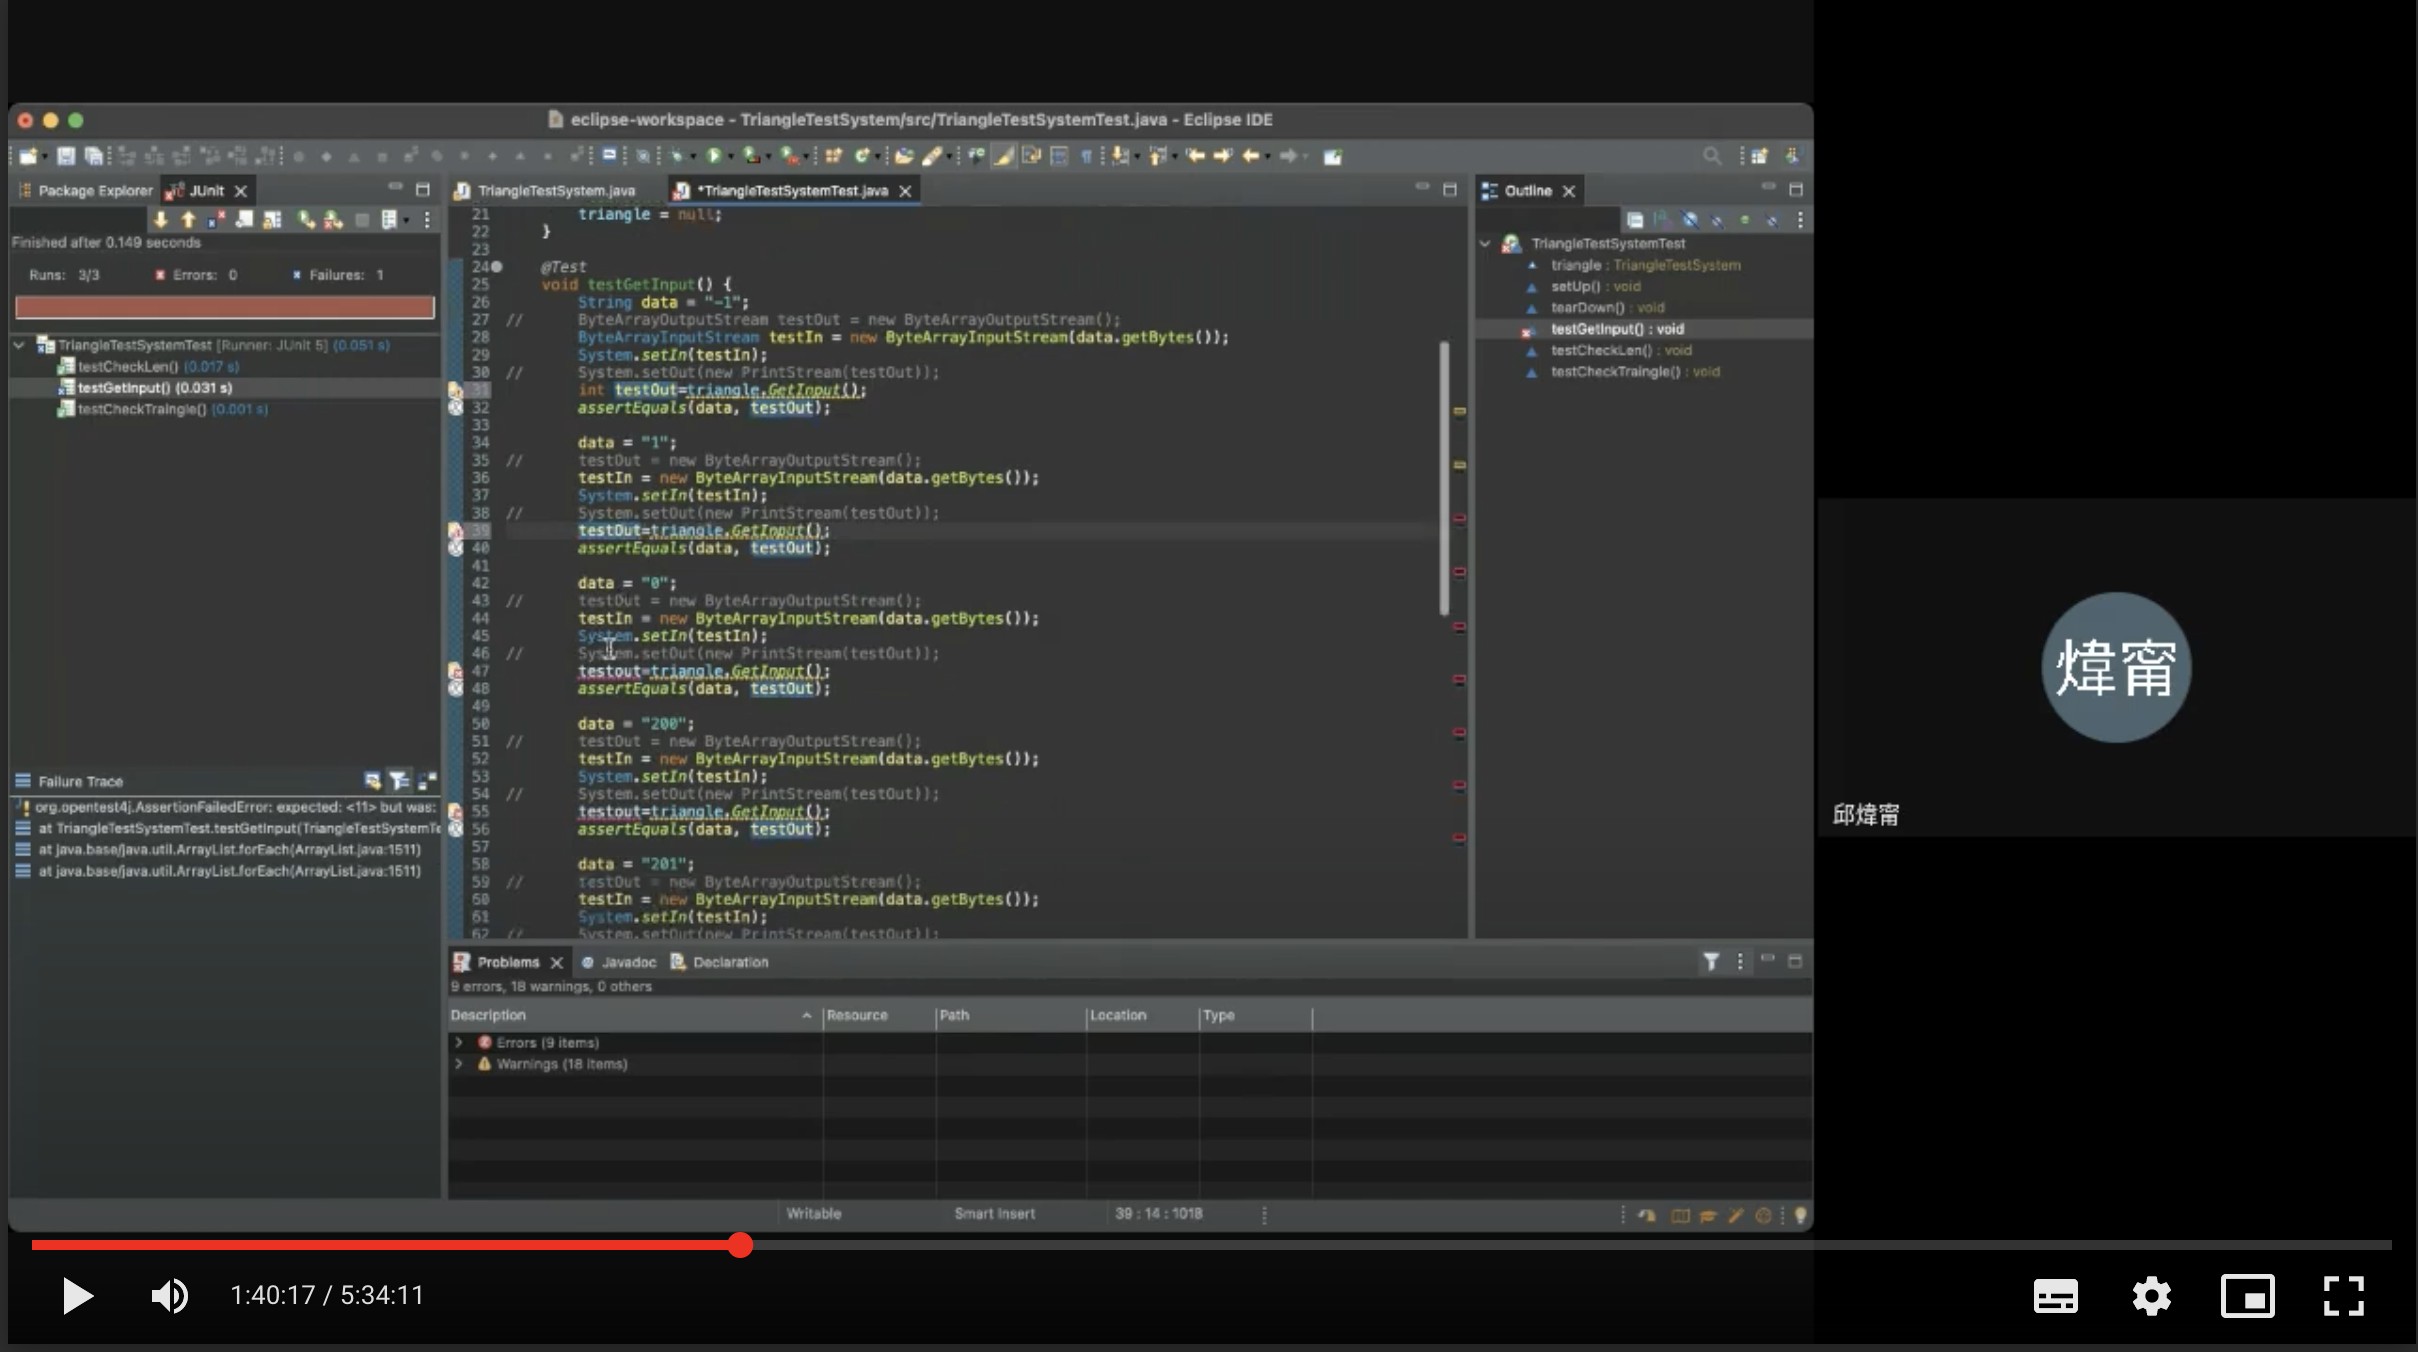 eclipse-workspace - TriangleTestSystem/src/TriangleTestSystemTest.java - Eclipse IDE
Package Explorer
JUnit
Finished after 0.149 seconds
Runs: 3/3 Errors: 0 Failures: 1
TriangleTestSystemTest [Runner: JUnit 5] (0.051 s)
testCheckLen() (0.017 s)
testGetInput() (0.031 s)
testCheckTraingle() (0.001 s)
Failure Trace
org.opentest4j.AssertionFailedError: expected: <11> but was:
at TriangleTestSystemTest.testGetInput(TriangleTestSystemTe
at java.base/java.util.ArrayList.forEach(ArrayList.java:1511)
at java.base/java.util.ArrayList.forEach(ArrayList.java:1511)
TriangleTestSystem.java
*TriangleTestSystemTest.java
21 triangle = null;
22 }
23
24 @Test
25 void testGetInput() {
26 String data = "-1";
27 // ByteArrayOutputStream testOut = new ByteArrayOutputStream();
28 ByteArrayInputStream testIn = new ByteArrayInputStream(data.getBytes());
29 System.setIn(testIn);
30 // System.setOut(new PrintStream(testOut));
31 int testOut=triangle.GetInput();
32 assertEquals(data, testOut);
33
34 data = "1";
35 // testOut = new ByteArrayOutputStream();
36 testIn = new ByteArrayInputStream(data.getBytes());
37 System.setIn(testIn);
38 // System.setOut(new PrintStream(testOut));
39 testOut=triangle.GetInput();
40 assertEquals(data, testOut);
41
42 data = "0";
43 // testOut = new ByteArrayOutputStream();
44 testIn = new ByteArrayInputStream(data.getBytes());
45 System.setIn(testIn);
46 // System.setOut(new PrintStream(testOut));
47 testout=triangle.GetInput();
48 assertEquals(data, testOut);
49
50 data = "200";
51 // testOut = new ByteArrayOutputStream();
52 testIn = new ByteArrayInputStream(data.getBytes());
53 System.setIn(testIn);
54 // System.setOut(new PrintStream(testOut));
55 testout=triangle.GetInput();
56 assertEquals(data, testOut);
57
58 data = "201";
59 // testOut = new ByteArrayOutputStream();
60 testIn = new ByteArrayInputStream(data.getBytes());
61 System.setIn(testIn);
62 // System.setOut(new PrintStream(testOut));
Outline
TriangleTestSystemTest
triangle : TriangleTestSystem
setUp() : void
tearDown() : void
testGetInput() : void
testCheckLen() : void
testCheckTraingle() : void
Problems Javadoc Declaration
9 errors, 18 warnings, 0 others
Description Resource Path Location Type
Errors (9 items)
Warnings (18 items)
Writable Smart Insert 39 : 14 : 1018
煒甯
邱煒甯
1:40:17 / 5:34:11